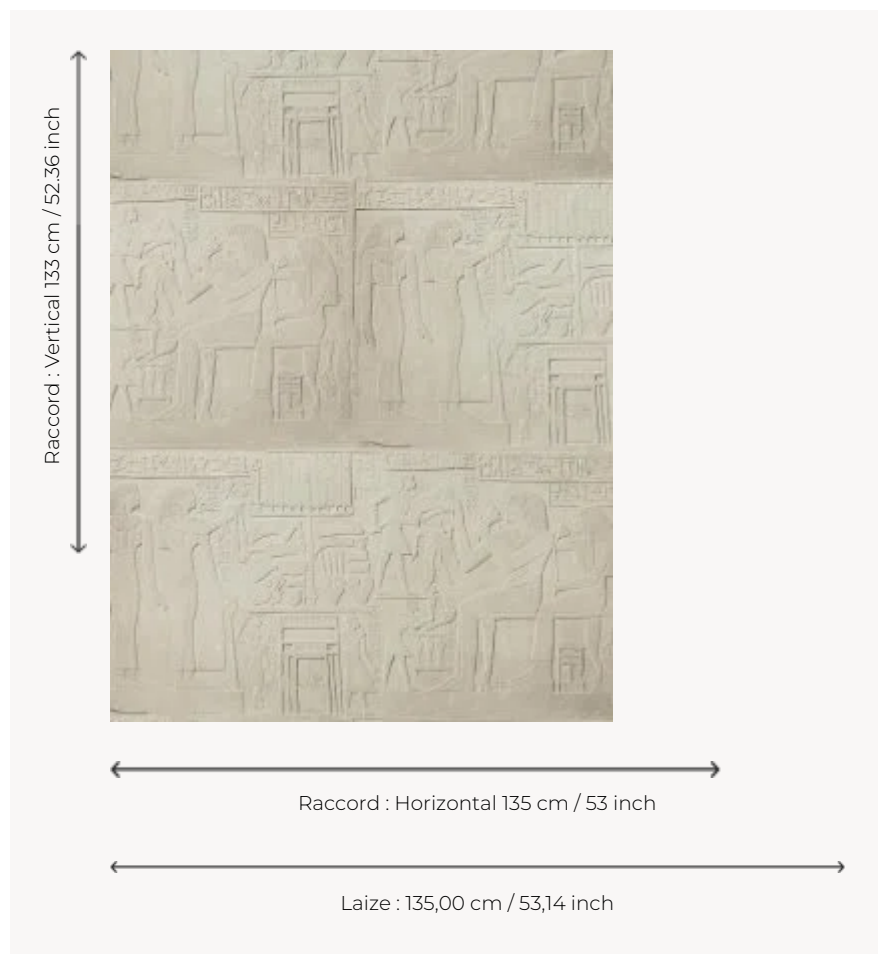 Raccord : Vertical 133 cm / 52.36 inch
Raccord : Horizontal 135 cm / 53 inch
Laize : 135,00 cm / 53,14 inch